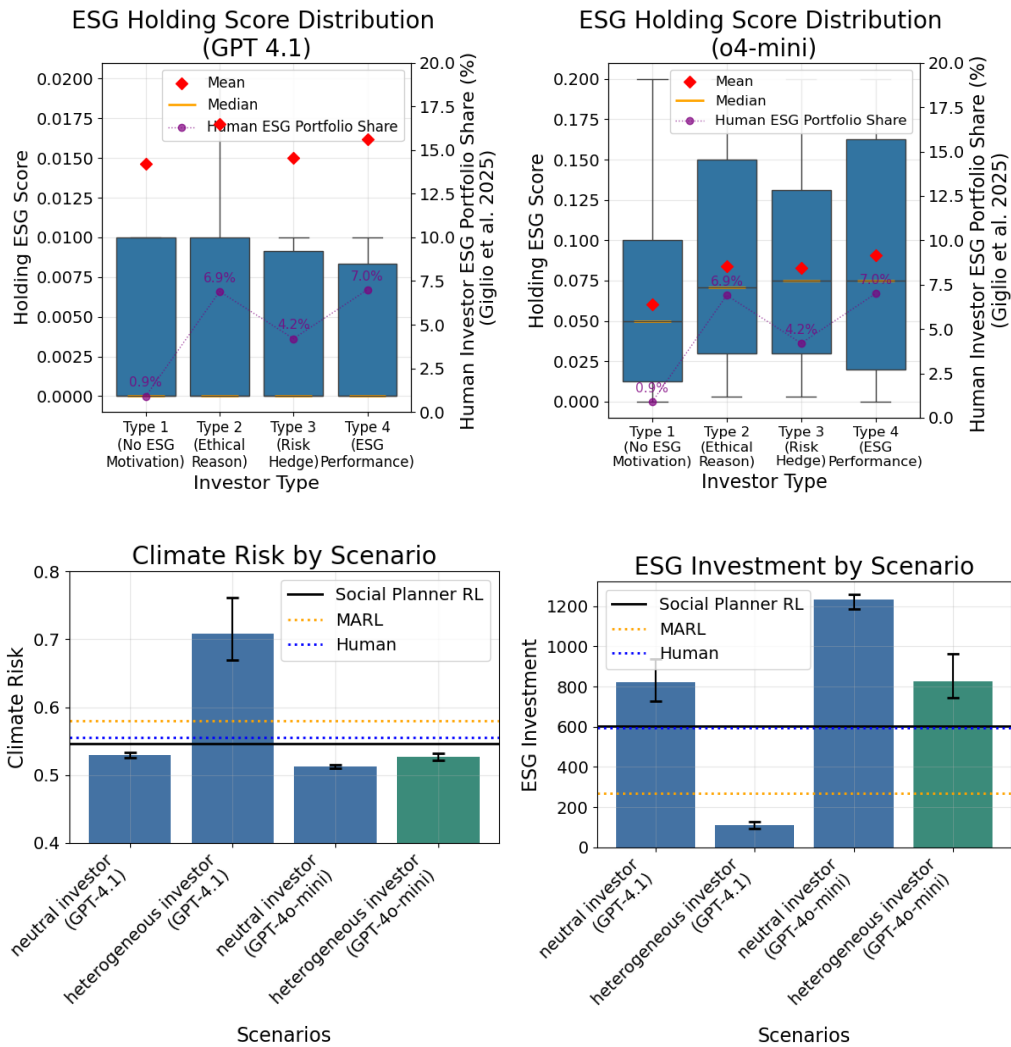 ESG Holding Score Distribution
(GPT 4.1)
Mean
Median
Human ESG Portfolio Share
Holding ESG Score
0.0200
0.0175
0.0150
0.0125
0.0100
0.0075
0.0050
0.0025
0.0000
0.9%
6.9%
4.2%
7.0%
20.0
17.5
15.0
12.5
10.0
7.5
5.0
2.5
0.0
Human Investor ESG Portfolio Share (%)
(Giglio et al. 2025)
Type 1
(No ESG
Motivation)
Type 2
(Ethical
Reason)
Type 3
(Risk
Hedge)
Type 4
(ESG
Performance)
Investor Type
ESG Holding Score Distribution
(o4-mini)
Mean
Median
Human ESG Portfolio Share
Holding ESG Score
0.200
0.175
0.150
0.125
0.100
0.075
0.050
0.025
0.000
0.9%
6.9%
4.2%
7.0%
20.0
17.5
15.0
12.5
10.0
7.5
5.0
2.5
0.0
Human Investor ESG Portfolio Share (%)
(Giglio et al. 2025)
Type 1
(No ESG
Motivation)
Type 2
(Ethical
Reason)
Type 3
(Risk
Hedge)
Type 4
(ESG
Performance)
Investor Type
Climate Risk by Scenario
Social Planner RL
MARL
Human
Climate Risk
0.8
0.7
0.6
0.5
0.4
neutral investor
(GPT-4.1)
heterogeneous investor
(GPT-4.1)
neutral investor
(GPT-4o-mini)
heterogeneous investor
(GPT-4o-mini)
Scenarios
ESG Investment by Scenario
Social Planner RL
MARL
Human
ESG Investment
1200
1000
800
600
400
200
0
neutral investor
(GPT-4.1)
heterogeneous investor
(GPT-4.1)
neutral investor
(GPT-4o-mini)
heterogeneous investor
(GPT-4o-mini)
Scenarios